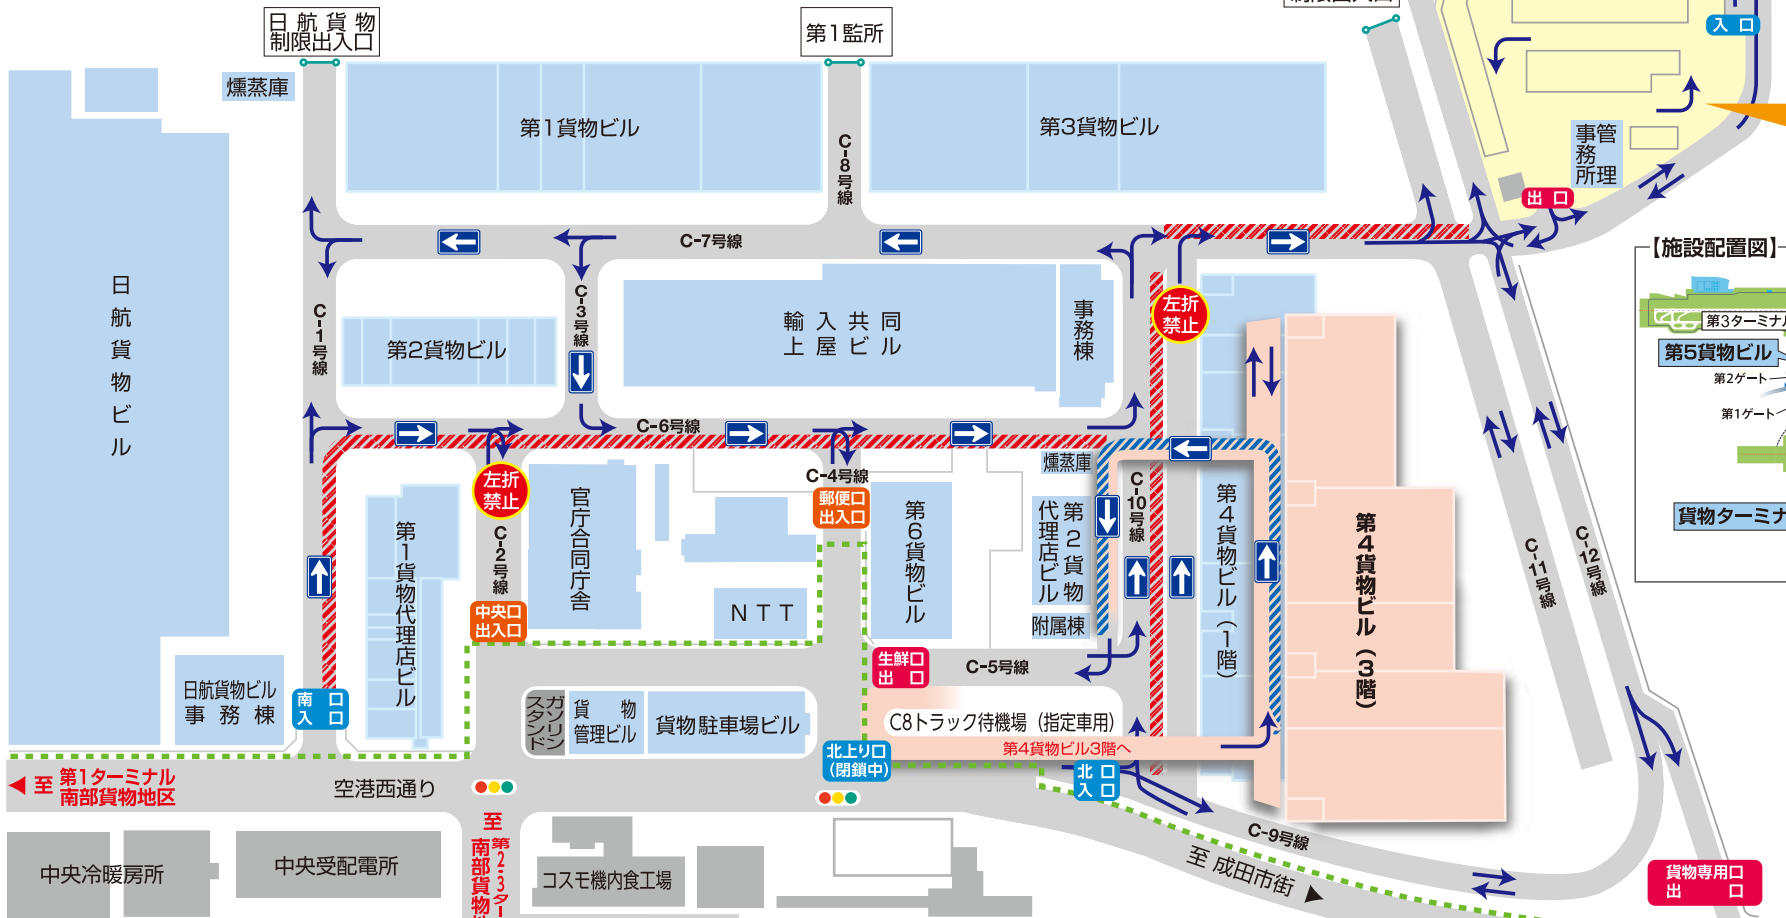 日航貨物
制限出入口
第1監所
入口
燻蒸庫
第1貨物ビル
第3貨物ビル
C-8号線
管理
事務所
出口
C-7号線
【施設配置図】
日航貨物ビル
C-1号線
C-3号線
第2貨物ビル
輸入共同
上屋ビル
事務棟
左折
禁止
第3ターミナル
第5貨物ビル
第2ゲート
第1ゲート
C-6号線
左折
禁止
C-4号線
郵便口
出入口
燻蒸庫
C-10号線
第1貨物代理店ビル
C-2号線
官庁合同庁舎
第6貨物ビル
第2貨物
代理店ビル
附属棟
第4貨物ビル（1階）
第4貨物ビル（3階）
C-11号線
C-12号線
貨物ターミナ
中央口
出入口
NTT
生鮮口
出口
C-5号線
日航貨物ビル
事務棟
南口
入口
ガソリン
スタンド
貨物
管理ビル
貨物駐車場ビル
C8トラック待機場（指定車用）
第4貨物ビル3階へ
北上り口
（閉鎖中）
北口
入口
至 第1ターミナル
南部貨物地区
空港西通り
至
第2・3ター
南部貨物地
C-9号線
至 成田市街
貨物専用口
出口
中央冷暖房所
中央受配電所
コスモ機内食工場